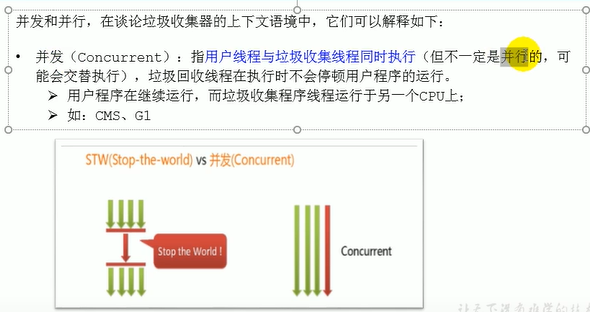 并发和并行，在谈论垃圾收集器的上下文语境中，它们可以解释如下：
• 并发（Concurrent）：指用户线程与垃圾收集线程同时执行（但不一定是并行的，可
能会交替执行），垃圾回收线程在执行时不会停顿用户程序的运行。
➢ 用户程序在继续运行，而垃圾收集程序线程运行于另一个CPU上；
➢ 如：CMS、G1
STW(Stop-the-world) vs 并发(Concurrent)
Stop the World !
Concurrent